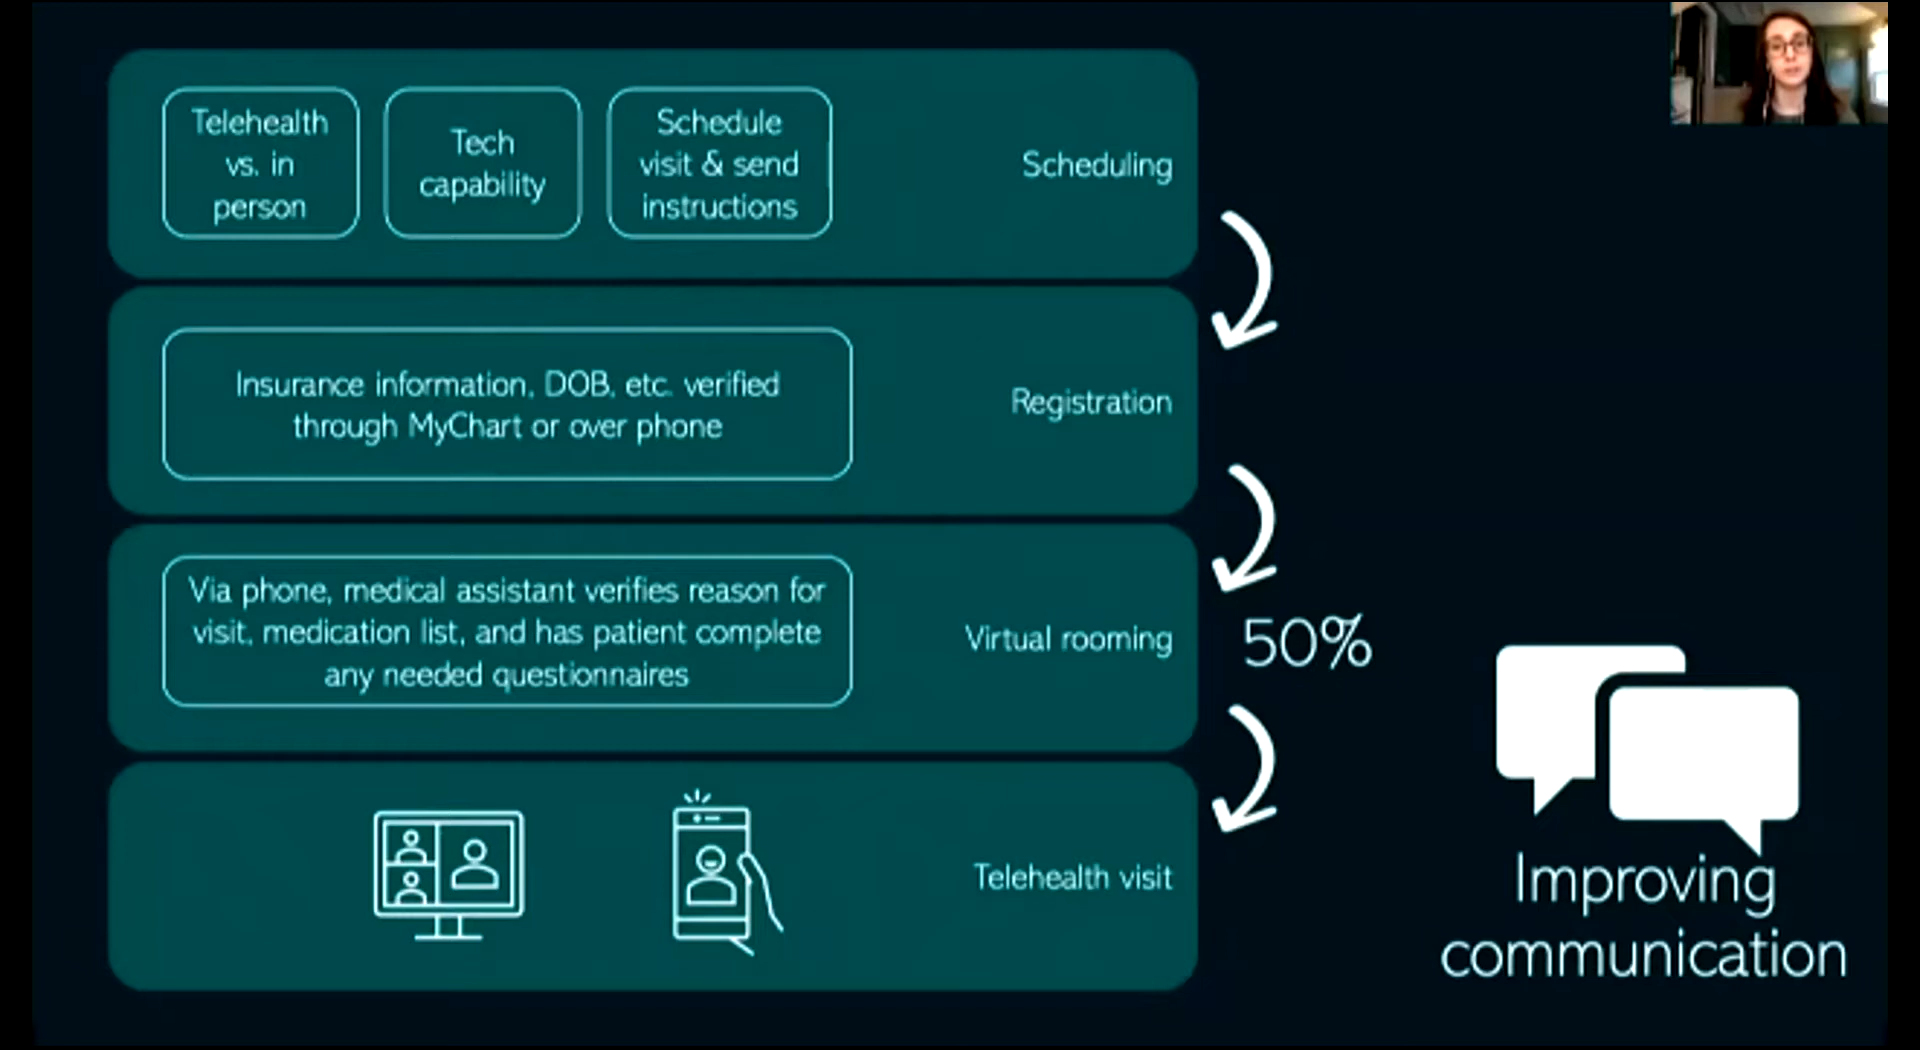 Telehealth
vs. in
person
Tech
capability
Schedule
visit & send
instructions
Scheduling
Insurance information, DOB, etc. verified
through MyChart or over phone
Registration
Via phone, medical assistant verifies reason for
visit, medication list, and has patient complete
any needed questionnaires
Virtual rooming
50%
Telehealth visit
Improving
communication